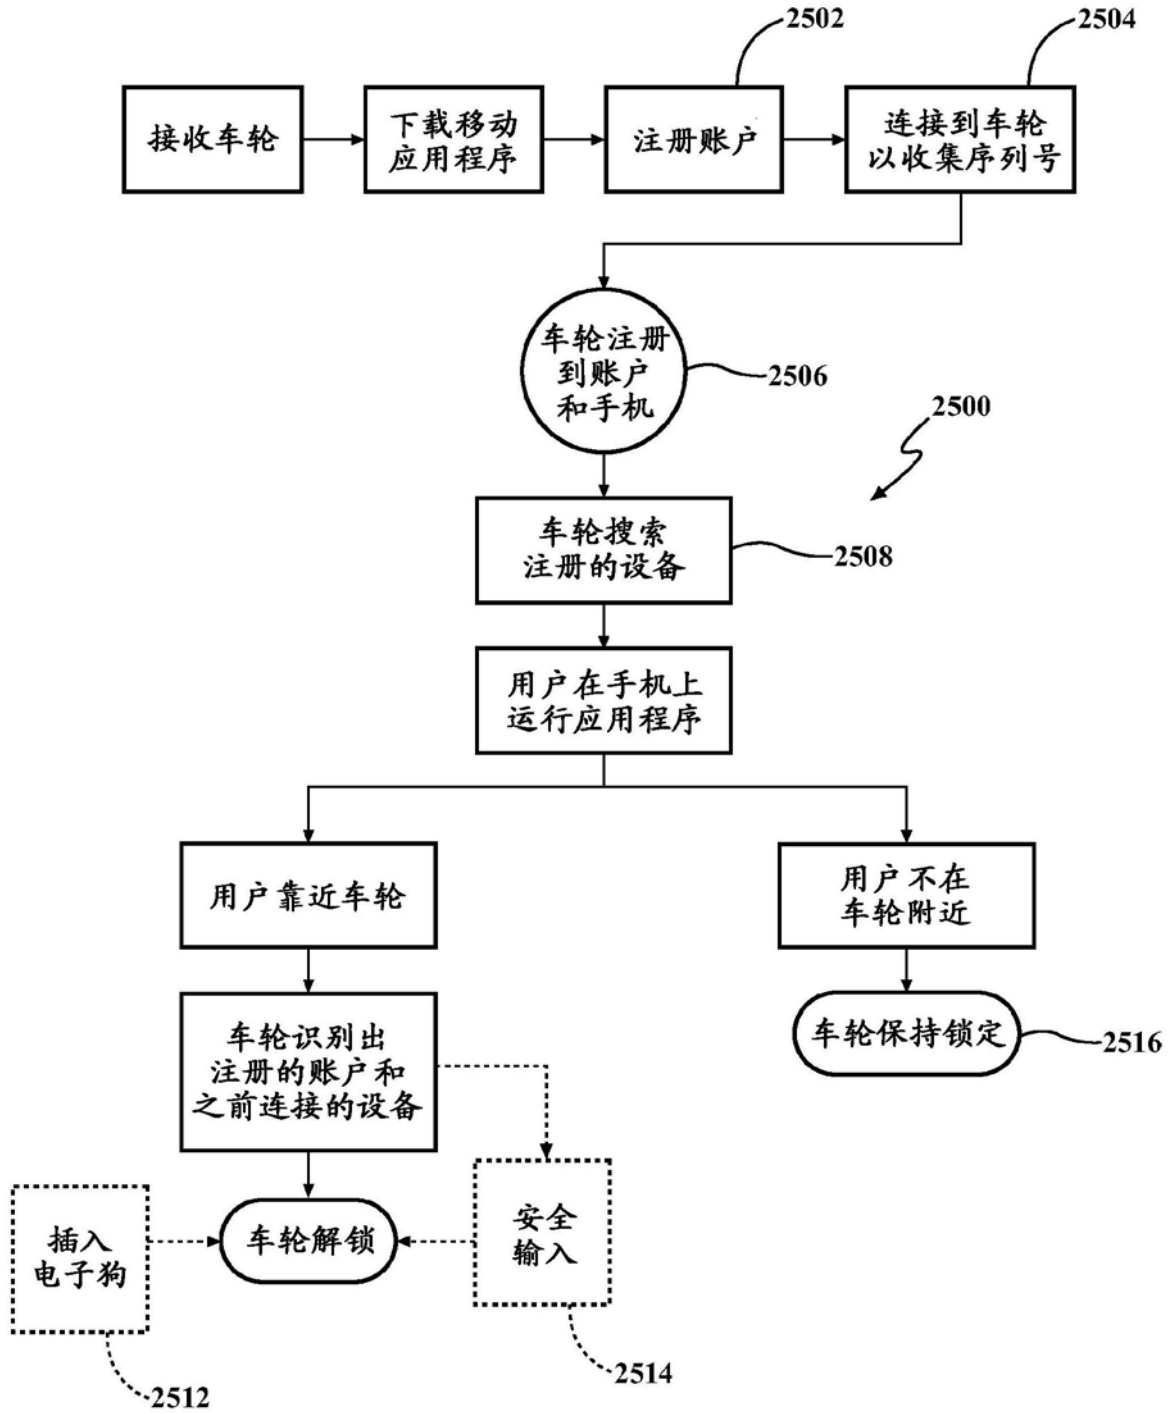 2502
2504
接收车轮
下载移动
应用程序
注册账户
连接到车轮
以收集序列号
车轮注册
到账户
和手机
2506
2500
车轮搜索
注册的设备
2508
用户在手机上
运行应用程序
用户靠近车轮
用户不在
车轮附近
车轮识别出
注册的账户和
之前连接的设备
车轮保持锁定
2516
插入
电子狗
车轮解锁
安全
输入
2512
2514